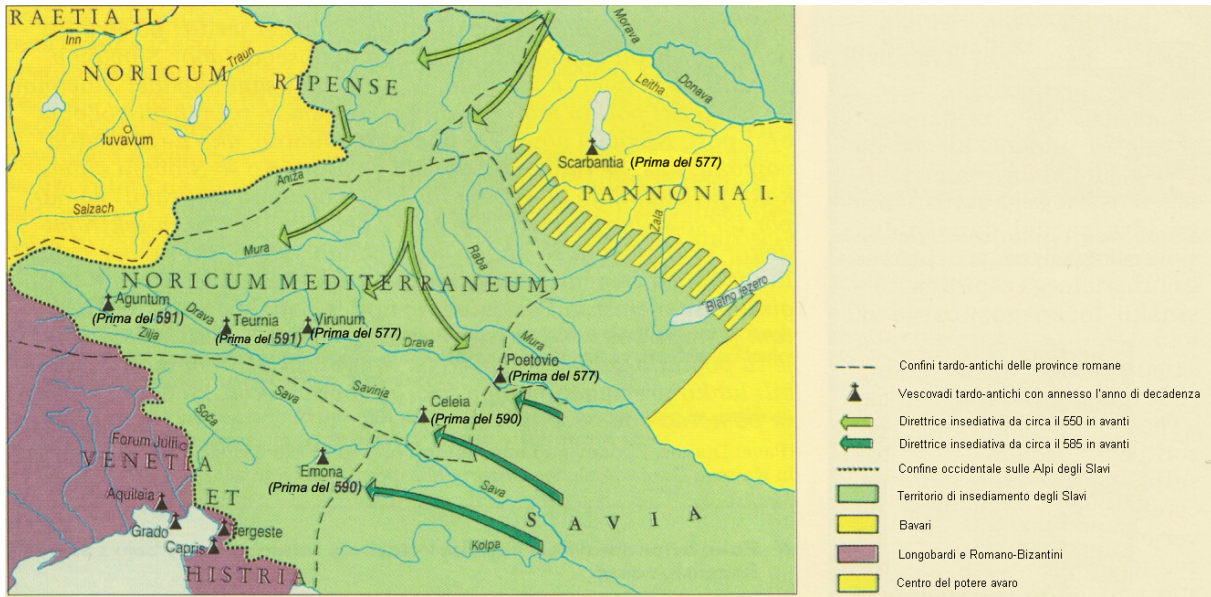 RAETIA II.
Inn
Traun
Morava
NORICUM
RIPENSE
Leitha
Donava
Iuvavum
Scarbantia (Prima del 577)
Aniza
PANNONIA I.
Salzach
Zala
Mura
Raba
NORICUM MEDITERRANEUM
Blatno jezero
Aguntum
(Prima del 591)
Drava
Teurnia
(Prima del 591)
Virunum
(Prima del 577)
Zilja
Drava
Mura
Poetovio
(Prima del 577)
Savinja
Sava
Celeia
(Prima del 590)
Soča
Forum Julii
VENETIA
Emona
(Prima del 590)
ET
Aquileia
Sava
SAVIA
Grado
Tergeste
Capris
Kolpa
HISTRIA
Confini tardo-antichi delle province romane
Vescovadi tardo-antichi con annesso l'anno di decadenza
Direttrice insediativa da circa il 550 in avanti
Direttrice insediativa da circa il 585 in avanti
Confine occidentale sulle Alpi degli Slavi
Territorio di insediamento degli Slavi
Bavari
Longobardi e Romano-Bizantini
Centro del potere avaro